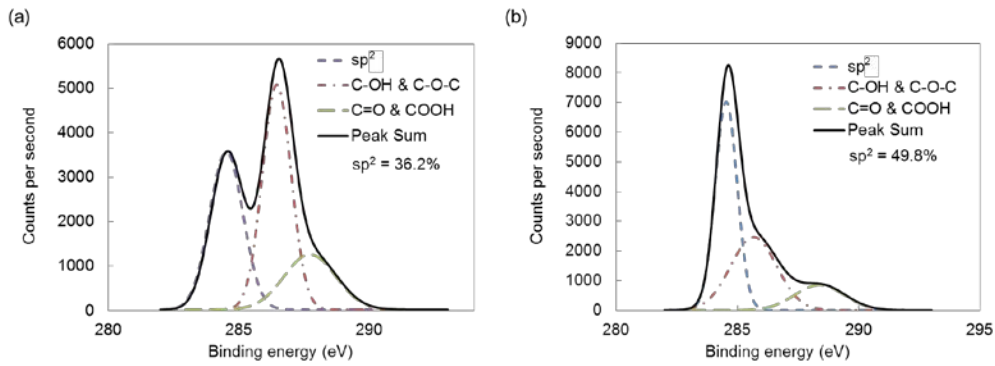 (a)
6000
5000
4000
3000
2000
1000
0
280
285
290
Counts per second
Binding energy (eV)
sp²
C-OH & C-O-C
C=O & COOH
Peak Sum
sp² = 36.2%
(b)
9000
8000
7000
6000
5000
4000
3000
2000
1000
0
280
285
290
295
Counts per second
Binding energy (eV)
sp²
C-OH & C-O-C
C=O & COOH
Peak Sum
sp² = 49.8%